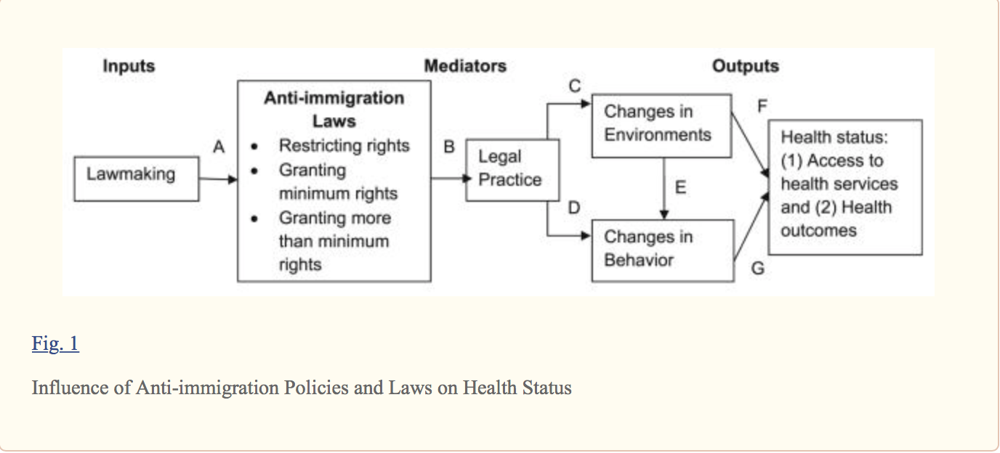 Inputs
Mediators
Outputs
Lawmaking
A
Anti-immigration
Laws
• Restricting rights
• Granting
minimum rights
• Granting more
than minimum
rights
B
Legal
Practice
C
D
Changes in
Environments
E
Changes in
Behavior
F
G
Health status:
(1) Access to
health services
and (2) Health
outcomes
Fig. 1
Influence of Anti-immigration Policies and Laws on Health Status